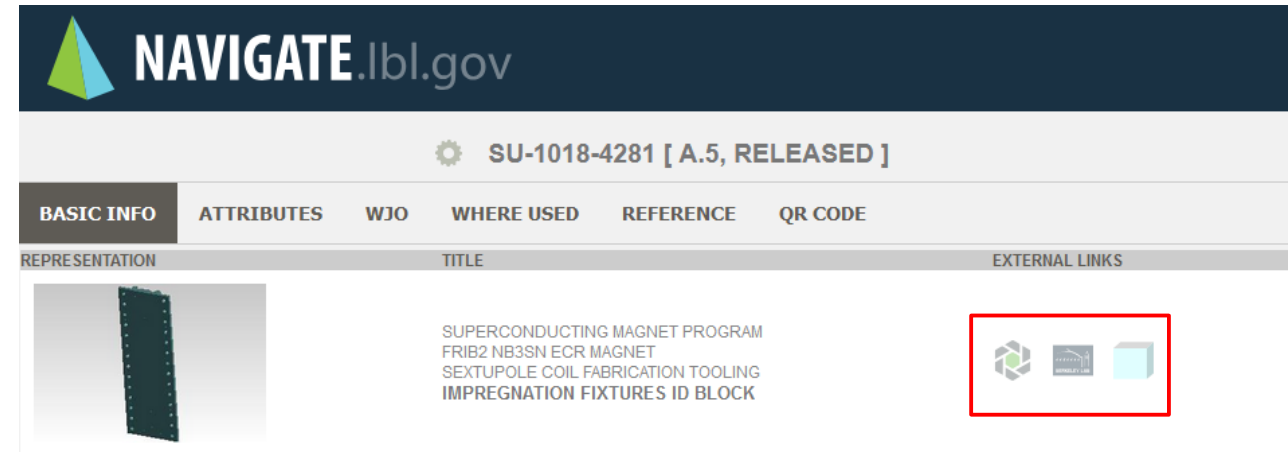 NAVIGATE.lbl.gov
SU-1018-4281 [ A.5, RELEASED ]
BASIC INFO ATTRIBUTES WJO WHERE USED REFERENCE QR CODE
REPRESENTATION TITLE EXTERNAL LINKS
SUPERCONDUCTING MAGNET PROGRAM
FRIB2 NB3SN ECR MAGNET
SEXTUPOLE COIL FABRICATION TOOLING
IMPREGNATION FIXTURES ID BLOCK